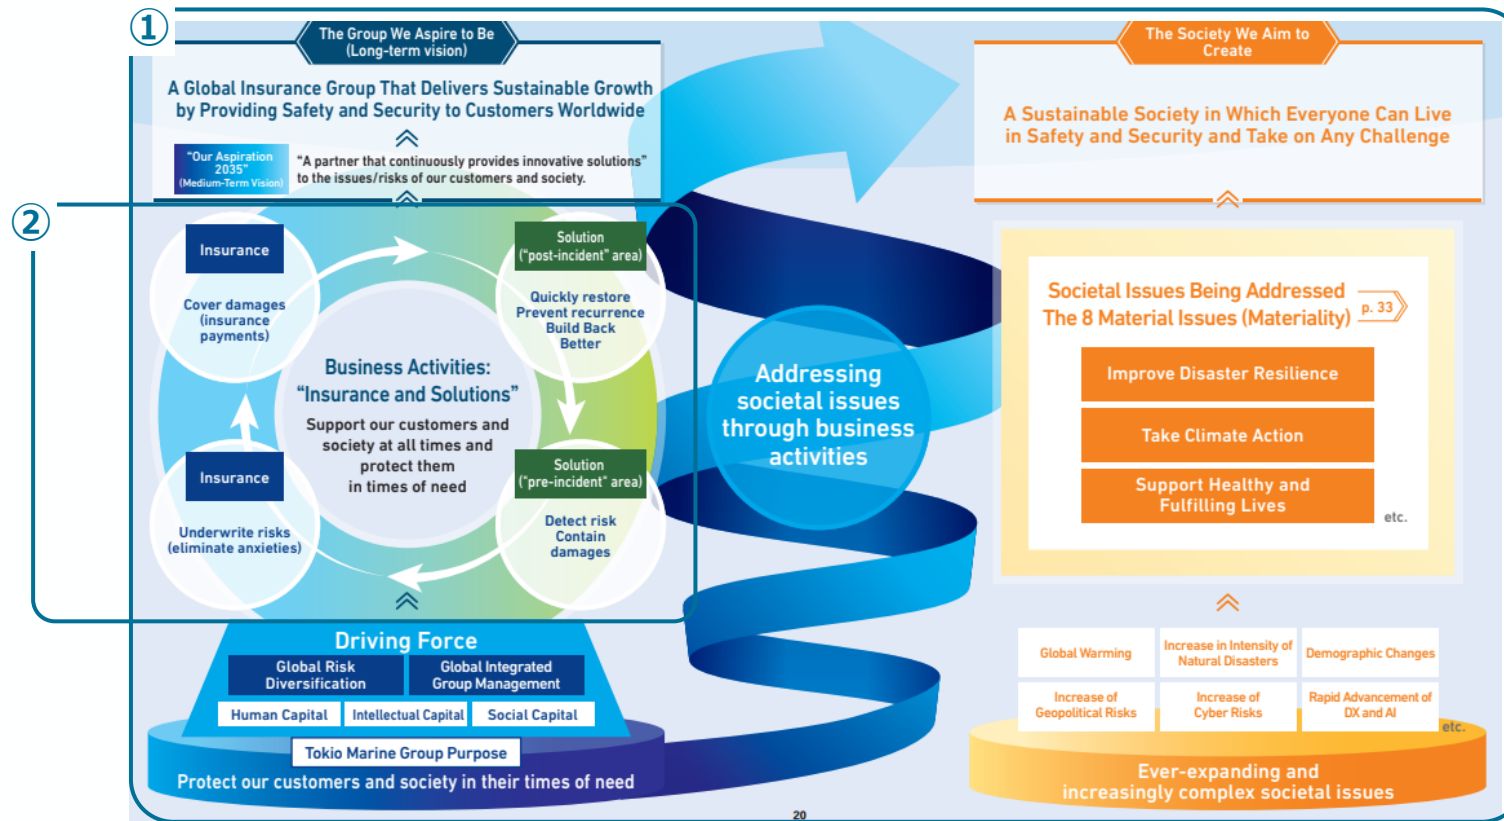 ①
The Group We Aspire to Be
(Long-term vision)
A Global Insurance Group That Delivers Sustainable Growth
by Providing Safety and Security to Customers Worldwide
"Our Aspiration
2035"
(Medium-Term Vision)
"A partner that continuously provides innovative solutions"
to the issues/risks of our customers and society.
②
Insurance
Cover damages
(insurance
payments)
Solution
("post-incident" area)
Quickly restore
Prevent recurrence
Build Back
Better
Business Activities:
"Insurance and Solutions"
Support our customers and
society at all times and
protect them
in times of need
Insurance
Underwrite risks
(eliminate anxieties)
Solution
("pre-incident" area)
Detect risk
Contain
damages
Driving Force
Global Risk
Diversification
Global Integrated
Group Management
Human Capital
Intellectual Capital
Social Capital
Tokio Marine Group Purpose
Protect our customers and society in their times of need
Addressing
societal issues
through business
activities
The Society We Aim to
Create
A Sustainable Society in Which Everyone Can Live
in Safety and Security and Take on Any Challenge
Societal Issues Being Addressed
The 8 Material Issues (Materiality)
p. 33
Improve Disaster Resilience
Take Climate Action
Support Healthy and
Fulfilling Lives
etc.
Global Warming
Increase in Intensity of
Natural Disasters
Demographic Changes
Increase of
Geopolitical Risks
Increase of
Cyber Risks
Rapid Advancement of
DX and AI
etc.
Ever-expanding and
increasingly complex societal issues
20